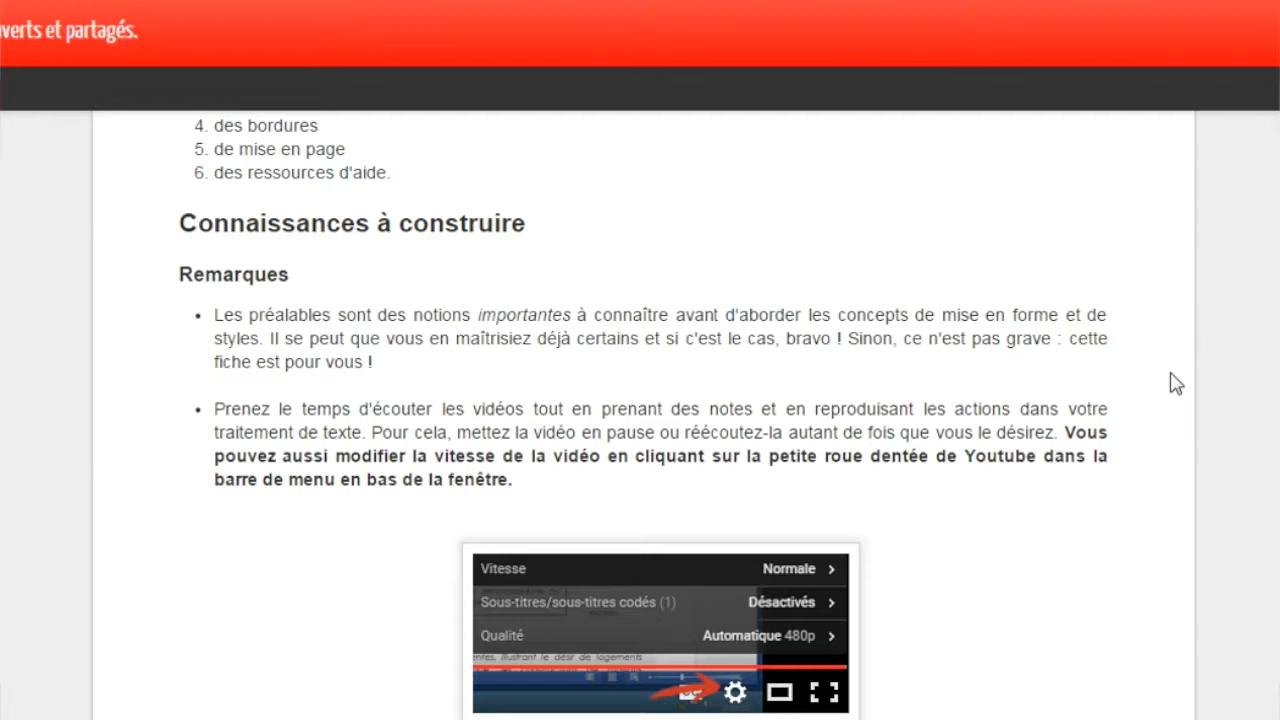 verts et partagés.
4. des bordures
5. de mise en page
6. des ressources d'aide.
Connaissances à construire
Remarques
• Les préalables sont des notions importantes à connaître avant d'aborder les concepts de mise en forme et de
styles. Il se peut que vous en maîtrisiez déjà certains et si c'est le cas, bravo ! Sinon, ce n'est pas grave : cette
fiche est pour vous !
• Prenez le temps d'écouter les vidéos tout en prenant des notes et en reproduisant les actions dans votre
traitement de texte. Pour cela, mettez la vidéo en pause ou réécoutez-la autant de fois que vous le désirez. Vous
pouvez aussi modifier la vitesse de la vidéo en cliquant sur la petite roue dentée de Youtube dans la
barre de menu en bas de la fenêtre.
Vitesse Normale
Sous-titres/sous-titres codés (1) Désactivés
Qualité Automatique 480p
entes, illustrant le désir de logements